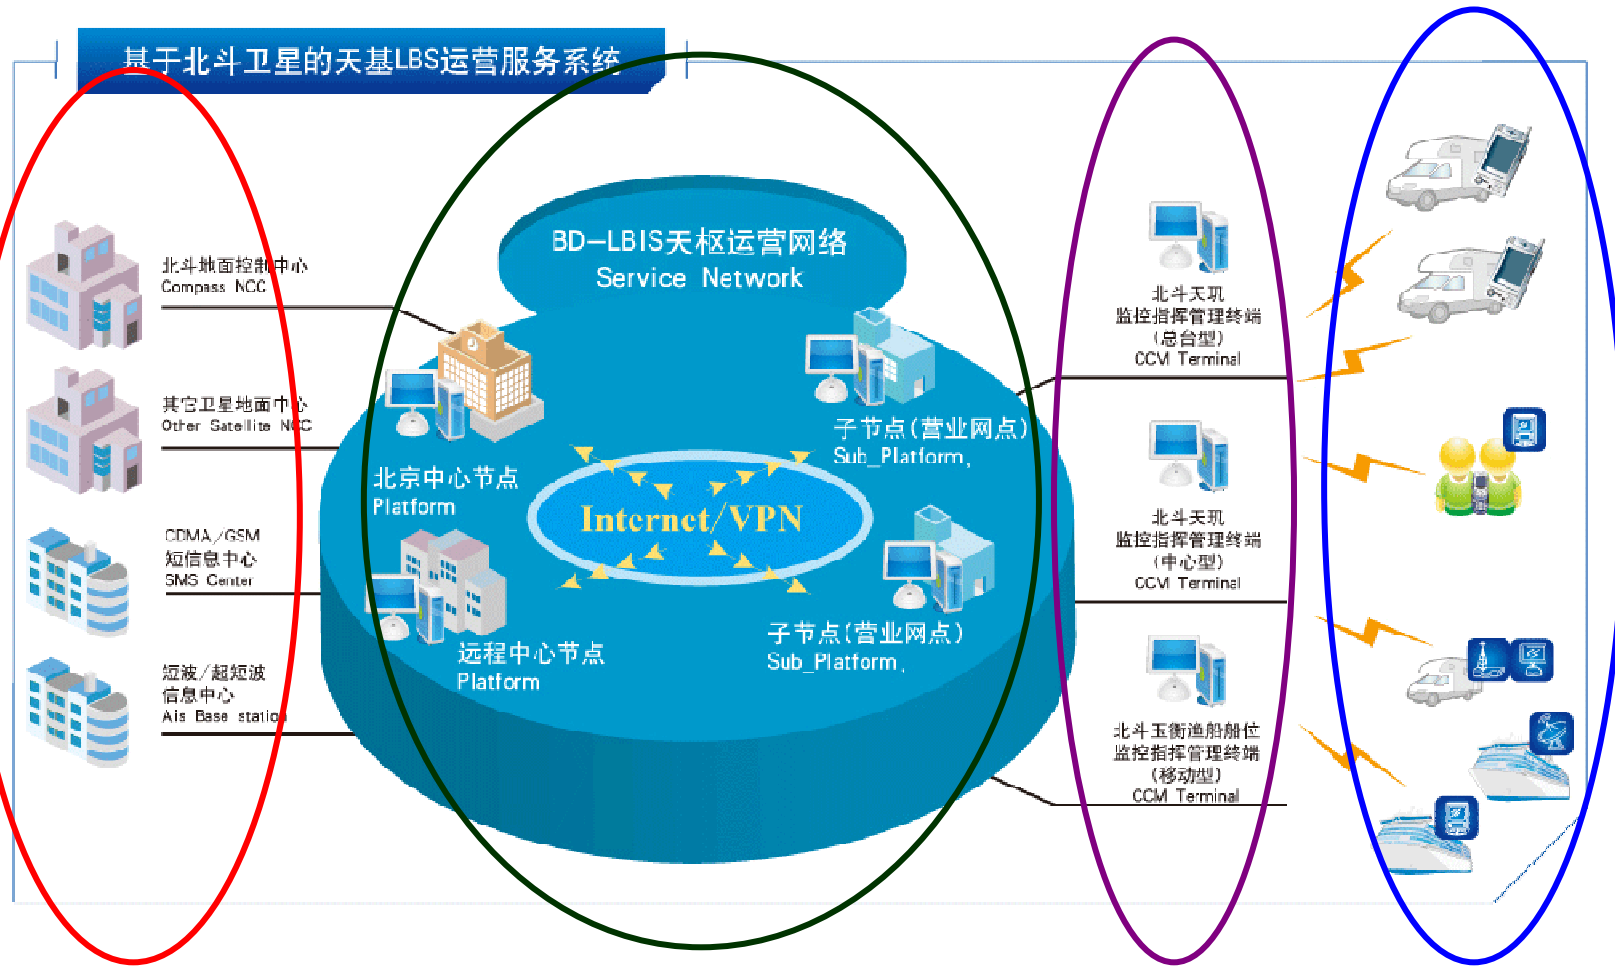 基于北斗卫星的天基LBS运营服务系统
北斗地面控制中心
Compass NCC
其它卫星地面中心
Other Satellite NCC
CDMA/GSM
短信息中心
SMS Center
短波/超短波
信息中心
Ais Base station
BD-LBIS天枢运营网络
Service Network
北京中心节点
Platform
子节点(营业网点)
Sub_Platform,
Internet/VPN
远程中心节点
Platform
子节点(营业网点)
Sub_Platform,
北斗天玑
监控指挥管理终端
(总台型)
CCM Terminal
北斗天玑
监控指挥管理终端
(中心型)
CCM Terminal
北斗玉衡渔船船位
监控指挥管理终端
(移动型)
CCM Terminal